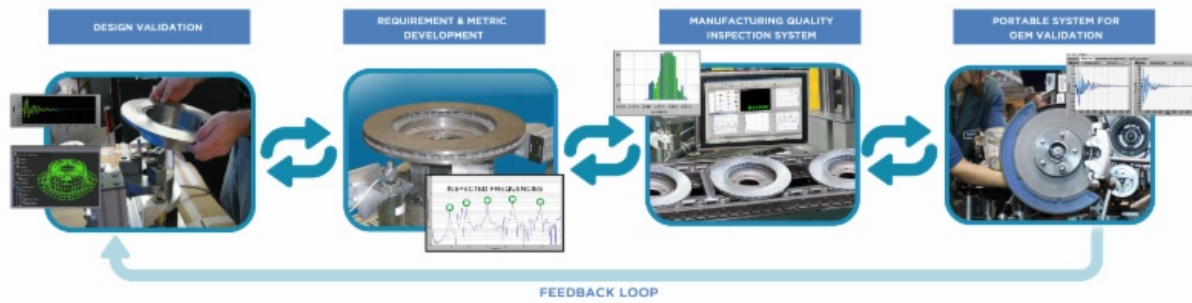 DESIGN VALIDATION
REQUIREMENT & METRIC
DEVELOPMENT
MANUFACTURING QUALITY
INSPECTION SYSTEM
PORTABLE SYSTEM FOR
OEM VALIDATION
INSPECTED FREQUENCIES
FEEDBACK LOOP